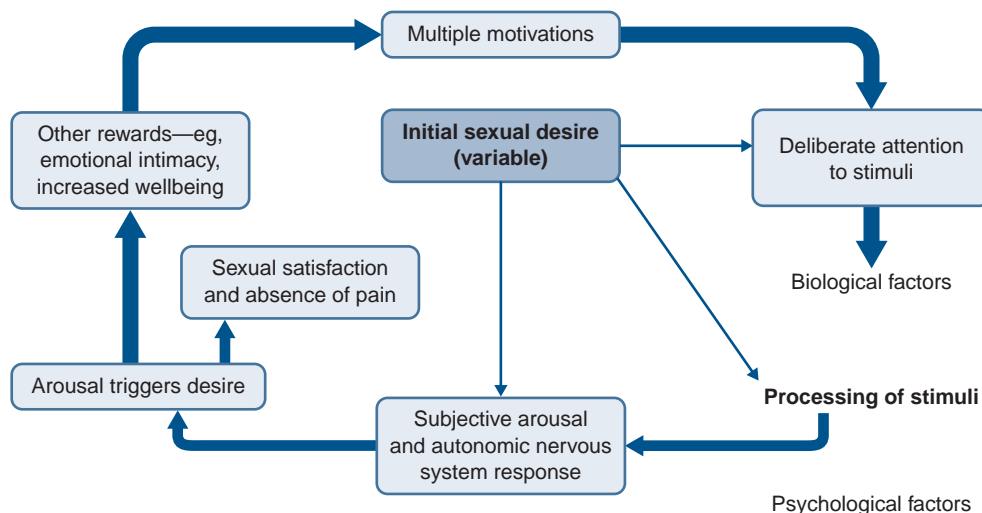 Multiple motivations
Other rewards—eg,
emotional intimacy,
increased wellbeing
Initial sexual desire
(variable)
Deliberate attention
to stimuli
Sexual satisfaction
and absence of pain
Biological factors
Arousal triggers desire
Processing of stimuli
Subjective arousal
and autonomic nervous
system response
Psychological factors